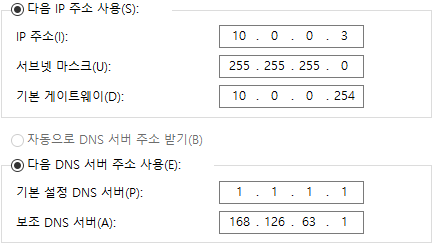 다음 IP 주소 사용(S):
IP 주소(I): 10 . 0 . 0 . 3
서브넷 마스크(U): 255 . 255 . 255 . 0
기본 게이트웨이(D): 10 . 0 . 0 . 254
자동으로 DNS 서버 주소 받기(B)
다음 DNS 서버 주소 사용(E):
기본 설정 DNS 서버(P): 1 . 1 . 1 . 1
보조 DNS 서버(A): 168 . 126 . 63 . 1